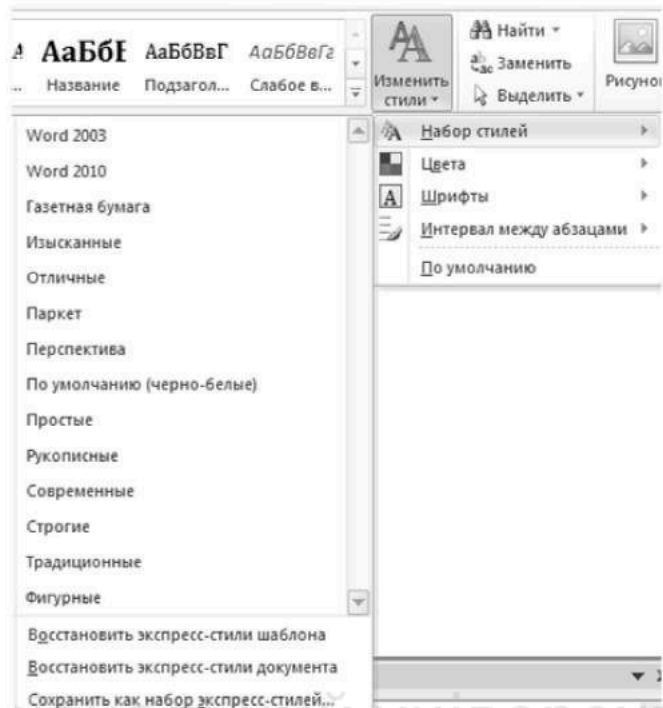 АаБбЕ АаБбВвГ АаБбВвГг
... Название Подзагол... Слабое в...
Изменить стили
Найти
Заменить
Выделить
Рисунок
Набор стилей
Цвета
Шрифты
Интервал между абзацами
По умолчанию
Word 2003
Word 2010
Газетная бумага
Изысканные
Отличные
Паркет
Перспектива
По умолчанию (черно-белые)
Простые
Рукописные
Современные
Строгие
Традиционные
Фигурные
Восстановить экспресс-стили шаблона
Восстановить экспресс-стили документа
Сохранить как набор экспресс-стилей...